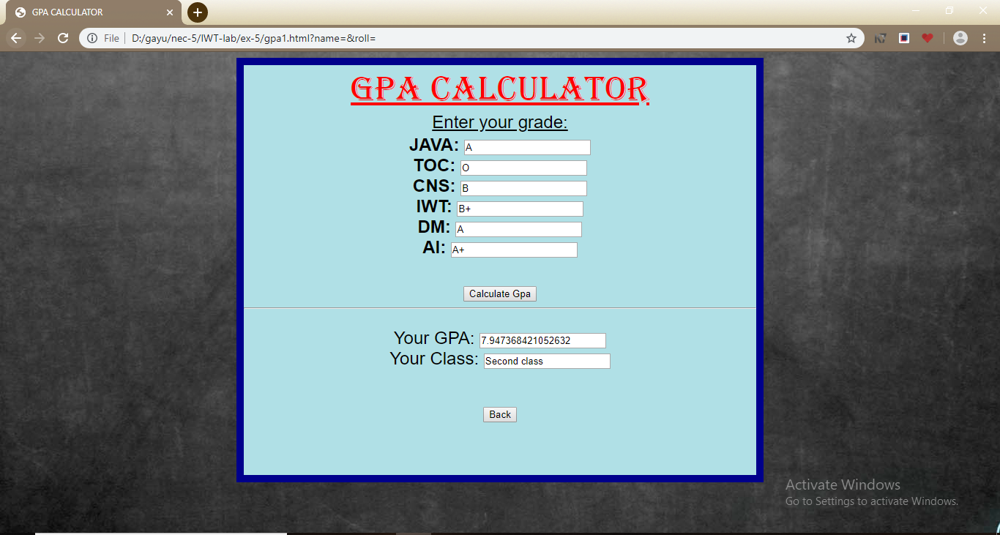 GPA CALCULATOR
File D:/gayu/nec-5/IWT-lab/ex-5/gpa1.html?name=&roll=
GPA CALCULATOR
Enter your grade:
JAVA: A
TOC: O
CNS: B
IWT: B+
DM: A
AI: A+
Calculate Gpa
Your GPA: 7.947368421052632
Your Class: Second class
Back
Activate Windows
Go to Settings to activate Windows.